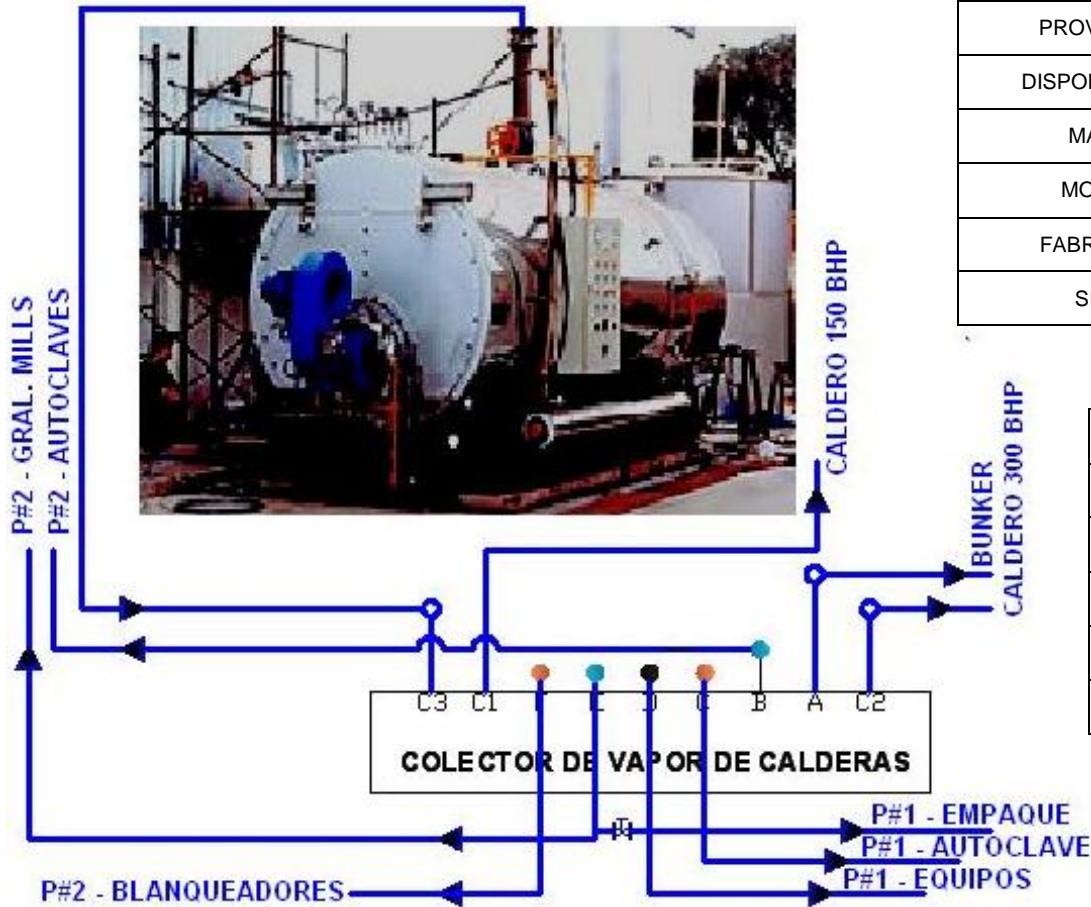 PROV
DISPO
MA
MO
FABR
S
P#2 - GRAL. MILLS
P#2 - AUTOCLAVES
CALDERO 150 BHP
BUNKER
CALDERO 300 BHP
C3 C1 F E D C B A C2
COLECTOR DE VAPOR DE CALDERAS
P#1 - EMPAQUE
P#1 - AUTOCLAVE
P#1 - EQUIPOS
P#2 - BLANQUEADORES